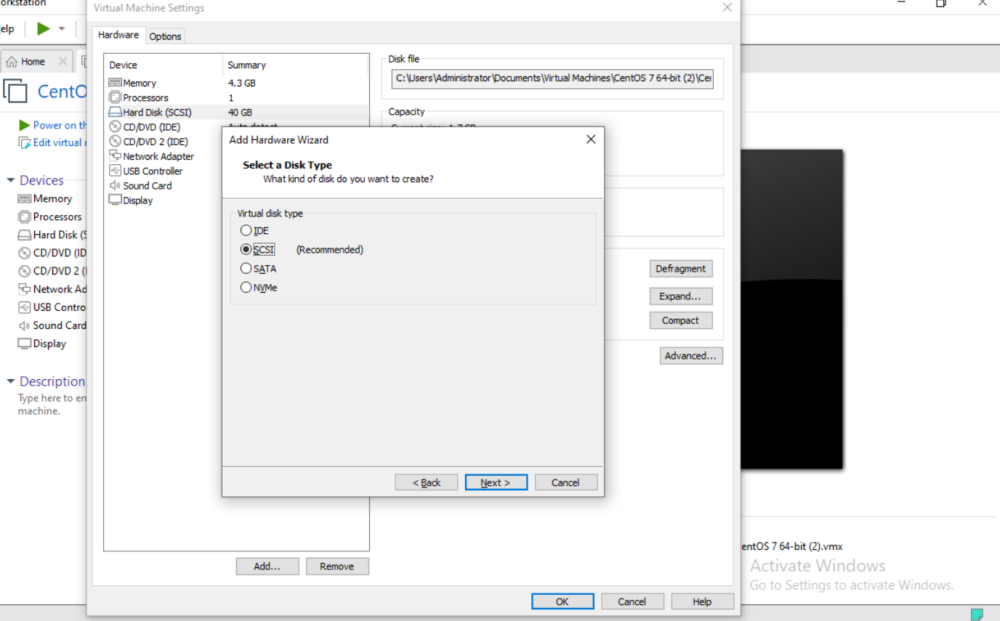 orkstation
Virtual Machine Settings
elp
Hardware
Options
Home
CentO
Power on th
Edit virtual
Devices
Memory
Processors
Hard Disk (S
CD/DVD (ID
CD/DVD 2 (I
Network Ad
USB Contro
Sound Card
Display
Description
Type here to en
machine.
Device Summary
Memory 4.3 GB
Processors 1
Hard Disk (SCSI) 40 GB
CD/DVD (IDE) Auto detect
CD/DVD 2 (IDE)
Network Adapter
USB Controller
Sound Card
Display
Disk file
C:\Users\Administrator\Documents\Virtual Machines\CentOS 7 64-bit (2)\Cen
Capacity
Current size: 1.7 GB
Add Hardware Wizard
Select a Disk Type
What kind of disk do you want to create?
Virtual disk type
IDE
SCSI (Recommended)
SATA
NVMe
< Back
Next >
Cancel
Defragment
Expand...
Compact
Advanced...
Add...
Remove
OK
Cancel
Help
entOS 7 64-bit (2).vmx
Activate Windows
Go to Settings to activate Windows.